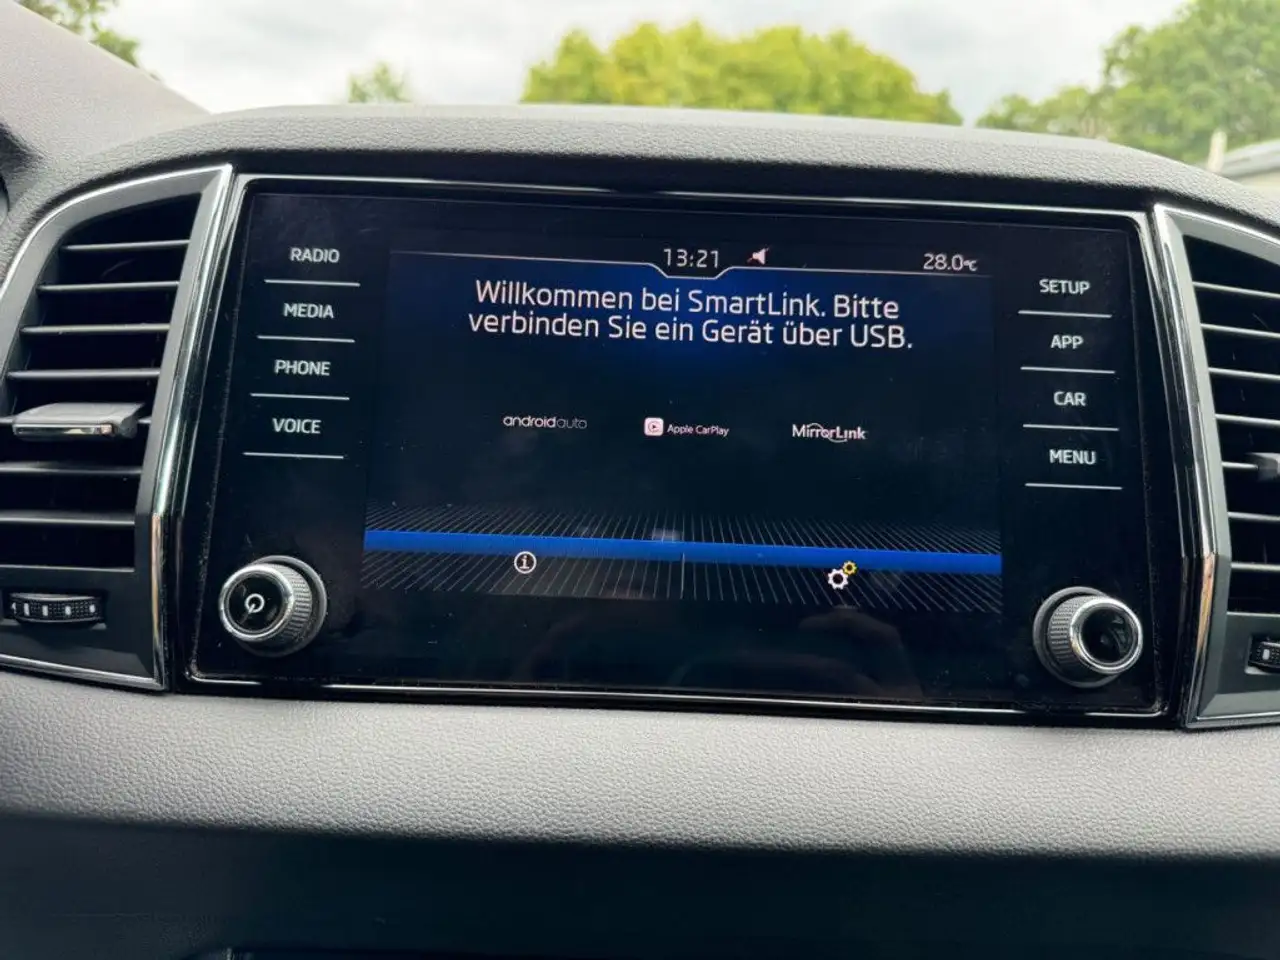 13:21
28.0°C
RADIO
MEDIA
PHONE
VOICE
Willkommen bei SmartLink. Bitte
verbinden Sie ein Gerät über USB.
androidauto
Apple CarPlay
MirrorLink
i
SETUP
APP
CAR
MENU